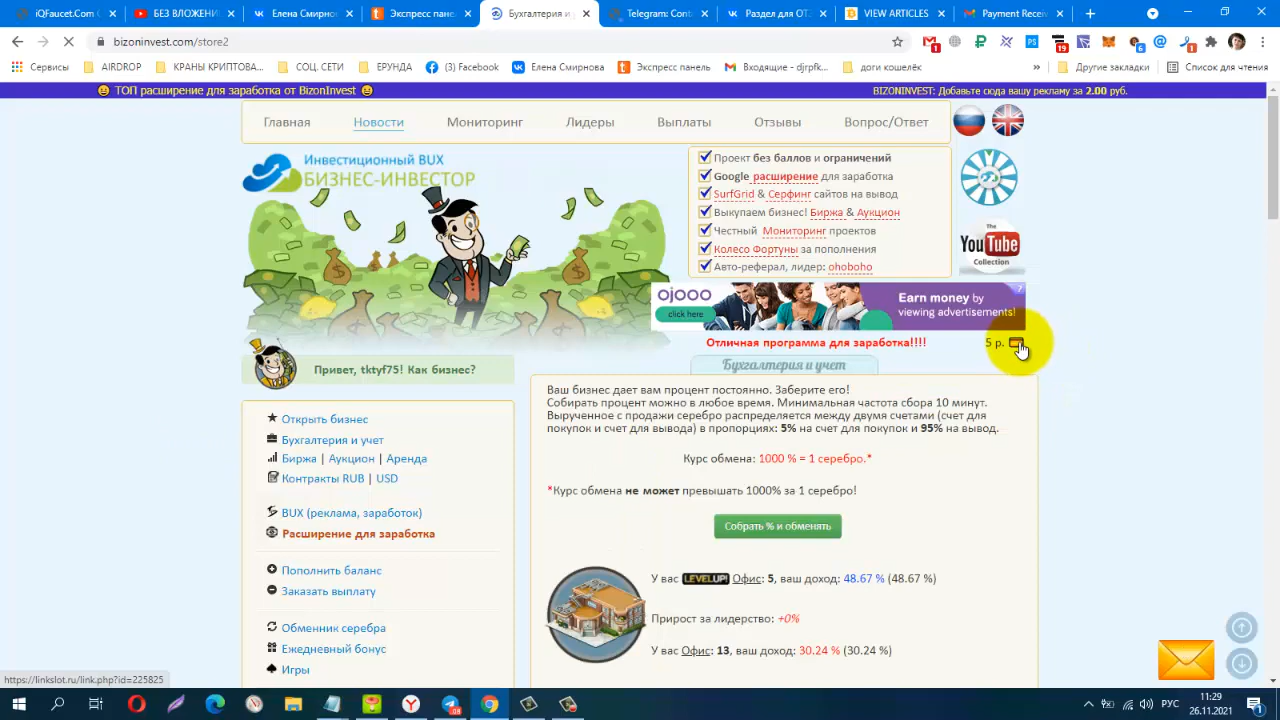 iQFaucet.Com (
БЕЗ ВЛОЖЕНИ
Елена Смирно
Экспресс панель
Бухгалтерия и у
Telegram: Cont
Раздел для ОТЗ
VIEW ARTICLES
Payment Receiv
bizoninvest.com/store2
1
19
6
1
Сервисы
AIRDROP
КРАНЫ КРИПТОВА...
СОЦ. СЕТИ
ЕРУНДА
(3) Facebook
Елена Смирнова
Экспресс панель
Входящие - djrpfk...
доги кошелёк
»
Другие закладки
Список для чтения
ТОП расширение для заработка от BizonInvest
BIZONINVEST: Добавьте сюда вашу рекламу за 2.00 руб.
Главная
Новости
Мониторинг
Лидеры
Выплаты
Отзывы
Вопрос/Ответ
Инвестиционный BUX
БИЗНЕС-ИНВЕСТОР
Проект без баллов и ограничений
Google расширение для заработка
SurfGrid & Серфинг сайтов на вывод
Выкупаем бизнес! Биржа & Аукцион
Честный Мониторинг проектов
Колесо Фортуны за пополнения
Авто-реферал, лидер: ohoboho
The
YouTube
Collection
ojooo
click here
Earn money by
viewing advertisements!
?
Отличная программа для заработка!!!!
5 р.
Бухгалтерия и учет
Привет, tktyf75! Как бизнес?
Открыть бизнес
Бухгалтерия и учет
Биржа | Аукцион | Аренда
Контракты RUB | USD
BUX (реклама, заработок)
Расширение для заработка
Пополнить баланс
Заказать выплату
Обменник серебра
Ежедневный бонус
Игры
Ваш бизнес дает вам процент постоянно. Заберите его!
Собирать процент можно в любое время. Минимальная частота сбора 10 минут.
Вырученное с продажи серебро распределяется между двумя счетами (счет для
покупок и счет для вывода) в пропорциях: 5% на счет для покупок и 95% на вывод.
Курс обмена: 1000 % = 1 серебро.*
*Курс обмена не может превышать 1000% за 1 серебро!
Собрать % и обменять
У вас LEVELUP! Офис: 5, ваш доход: 48.67 % (48.67 %)
Прирост за лидерство: +0%
У вас Офис: 13, ваш доход: 30.24 % (30.24 %)
https://linkslot.ru/link.php?id=225825
РУС
11:29
26.11.2021